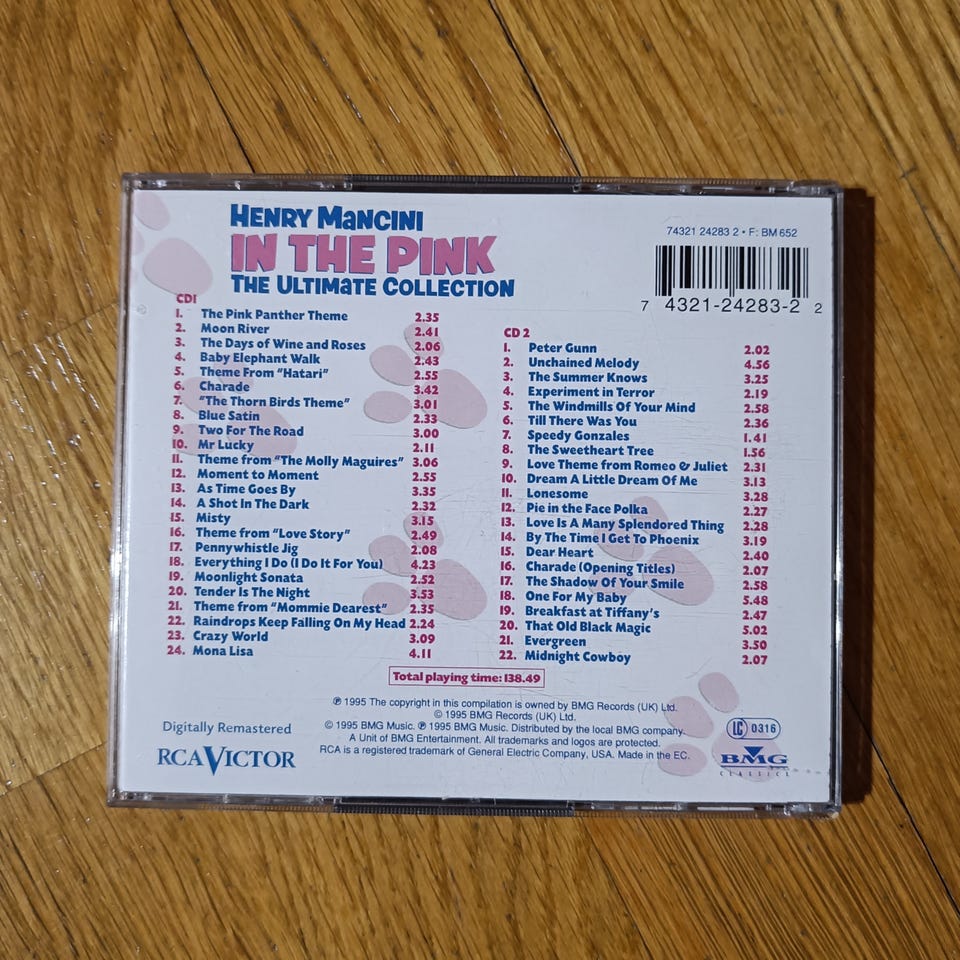 HENRY MANCINI
IN THE PINK
THE ULTIMATE COLLECTION
74321 24283 2 • F: BM 652
7 4321-24283-2 2
CD1
1. The Pink Panther Theme 2.35
2. Moon River 2.41
3. The Days of Wine and Roses 2.06
4. Baby Elephant Walk 2.43
5. Theme From "Hatari" 2.55
6. Charade 3.42
7. "The Thorn Birds Theme" 3.01
8. Blue Satin 2.33
9. Two For The Road 3.00
10. Mr Lucky 2.11
11. Theme from "The Molly Maguires" 3.06
12. Moment to Moment 2.55
13. As Time Goes By 3.35
14. A Shot In The Dark 2.32
15. Misty 3.15
16. Theme from "Love Story" 2.49
17. Pennywhistle Jig 2.08
18. Everything I Do (I Do It For You) 4.23
19. Moonlight Sonata 2.52
20. Tender Is The Night 3.53
21. Theme from "Mommie Dearest" 2.35
22. Raindrops Keep Falling On My Head 2.24
23. Crazy World 3.09
24. Mona Lisa 4.11
CD 2
1. Peter Gunn 2.02
2. Unchained Melody 4.56
3. The Summer Knows 3.25
4. Experiment in Terror 2.19
5. The Windmills Of Your Mind 2.58
6. Till There Was You 2.36
7. Speedy Gonzales 1.41
8. The Sweetheart Tree 1.56
9. Love Theme from Romeo & Juliet 2.31
10. Dream A Little Dream Of Me 3.13
11. Lonesome 3.28
12. Pie in the Face Polka 2.27
13. Love Is A Many Splendored Thing 2.28
14. By The Time I Get To Phoenix 3.19
15. Dear Heart 2.40
16. Charade (Opening Titles) 2.07
17. The Shadow Of Your Smile 2.58
18. One For My Baby 5.48
19. Breakfast at Tiffany's 2.47
20. That Old Black Magic 5.02
21. Evergreen 3.50
22. Midnight Cowboy 2.07
Total playing time: 138.49
℗ 1995 The copyright in this compilation is owned by BMG Records (UK) Ltd.
© 1995 BMG Records (UK) Ltd.
© 1995 BMG Music. ℗ 1995 BMG Music. Distributed by the local BMG company.
A Unit of BMG Entertainment. All trademarks and logos are protected.
RCA is a registered trademark of General Electric Company, USA. Made in the EC.
Digitally Remastered
RCA VICTOR
LC 0316
BMG
CLASSICS